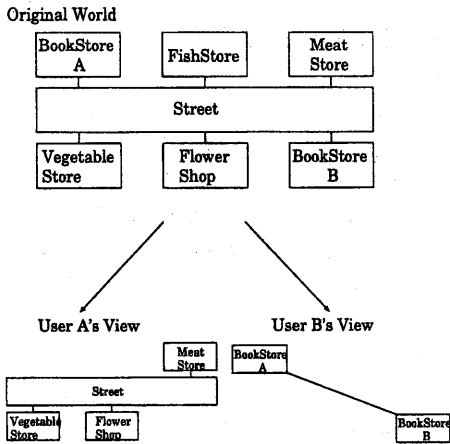 Original World
BookStore
A
FishStore
Meat
Store
Street
Vegetable
Store
Flower
Shop
BookStore
B
User A's View
User B's View
Meat
Store
BookStore
A
Street
Vegetable
Store
Flower
Shop
BookStore
B